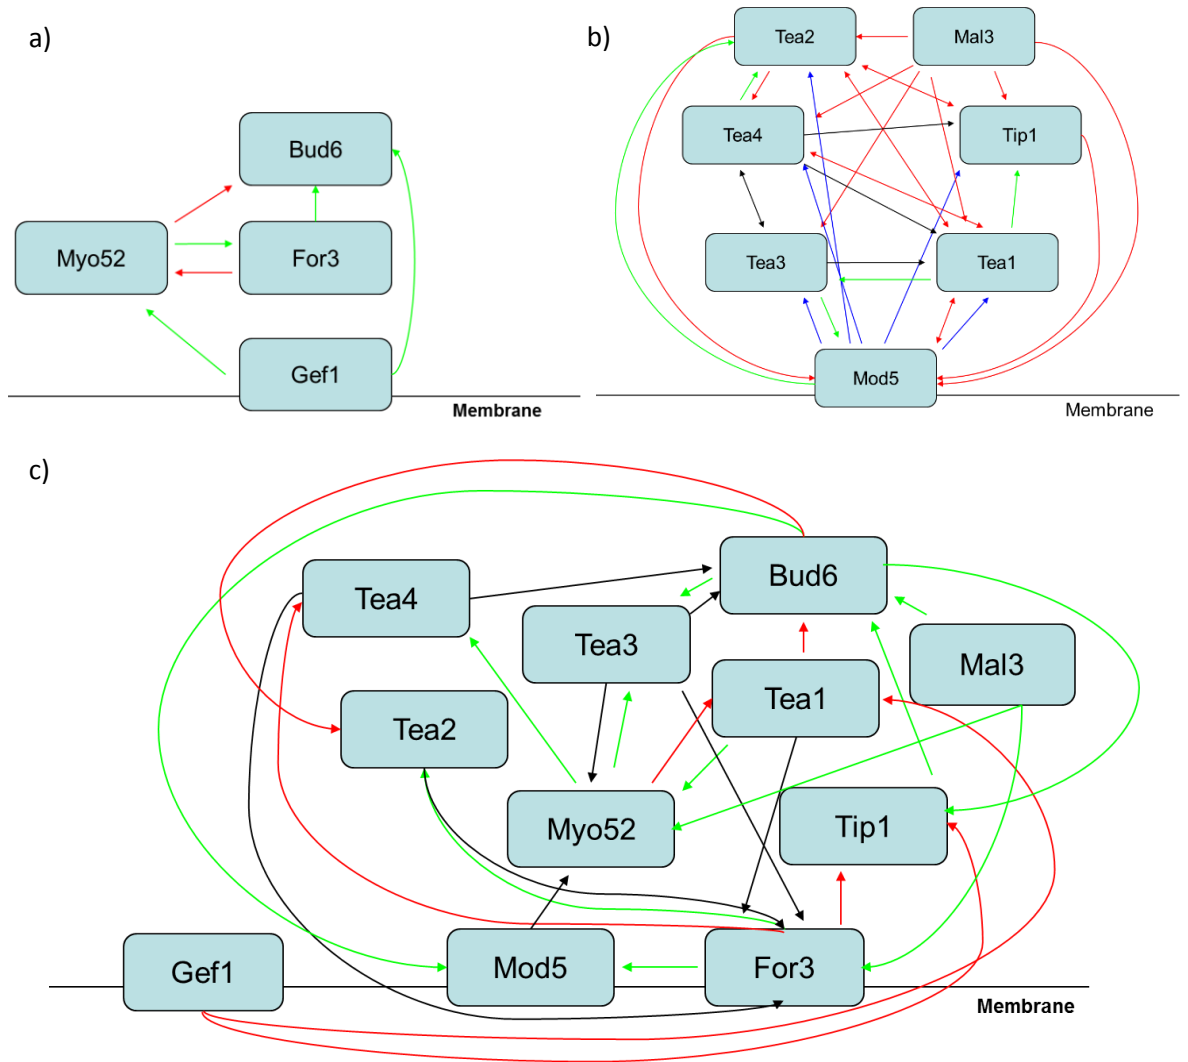 a)
Bud6
Myo52
For3
Gef1
Membrane
b)
Tea2
Mal3
Tea4
Tip1
Tea3
Tea1
Mod5
Membrane
c)
Bud6
Tea4
Tea3
Mal3
Tea1
Tea2
Myo52
Tip1
Gef1
Mod5
For3
Membrane